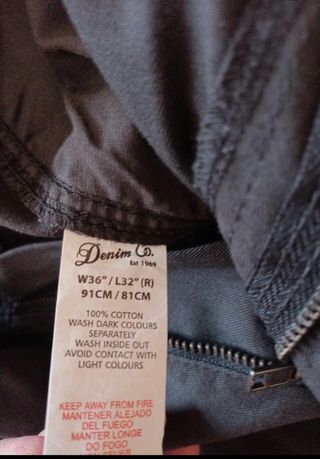 Denim Co.
Est 1969
W36"/L32"(R)
91CM/81CM
100% COTTON
WASH DARK COLOURS
SEPARATELY
WASH INSIDE OUT
AVOID CONTACT WITH
LIGHT COLOURS
KEEP AWAY FROM FIRE
MANTENER ALEJADO
DEL FUEGO
MANTER LONGE
DO FOGO